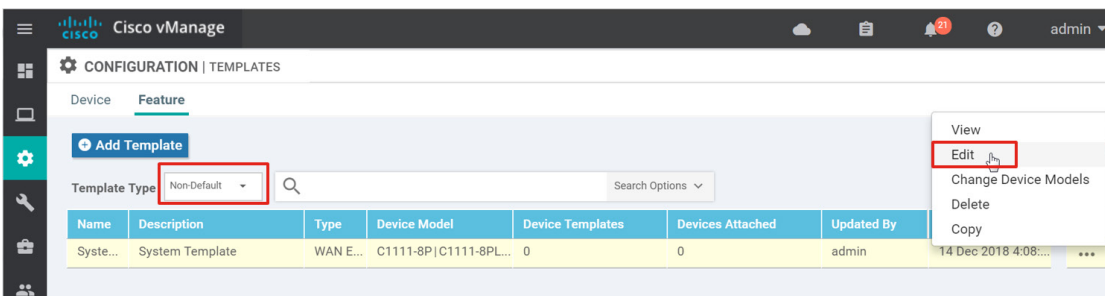 cisco Cisco vManage 21 admin
CONFIGURATION | TEMPLATES
Device Feature
Add Template
Template Type Non-Default Search Options
View
Edit
Change Device Models
Delete
Copy
Name Description Type Device Model Device Templates Devices Attached Updated By
Syste... System Template WAN E... C1111-8P|C1111-8PL... 0 0 admin 14 Dec 2018 4:08:... ...